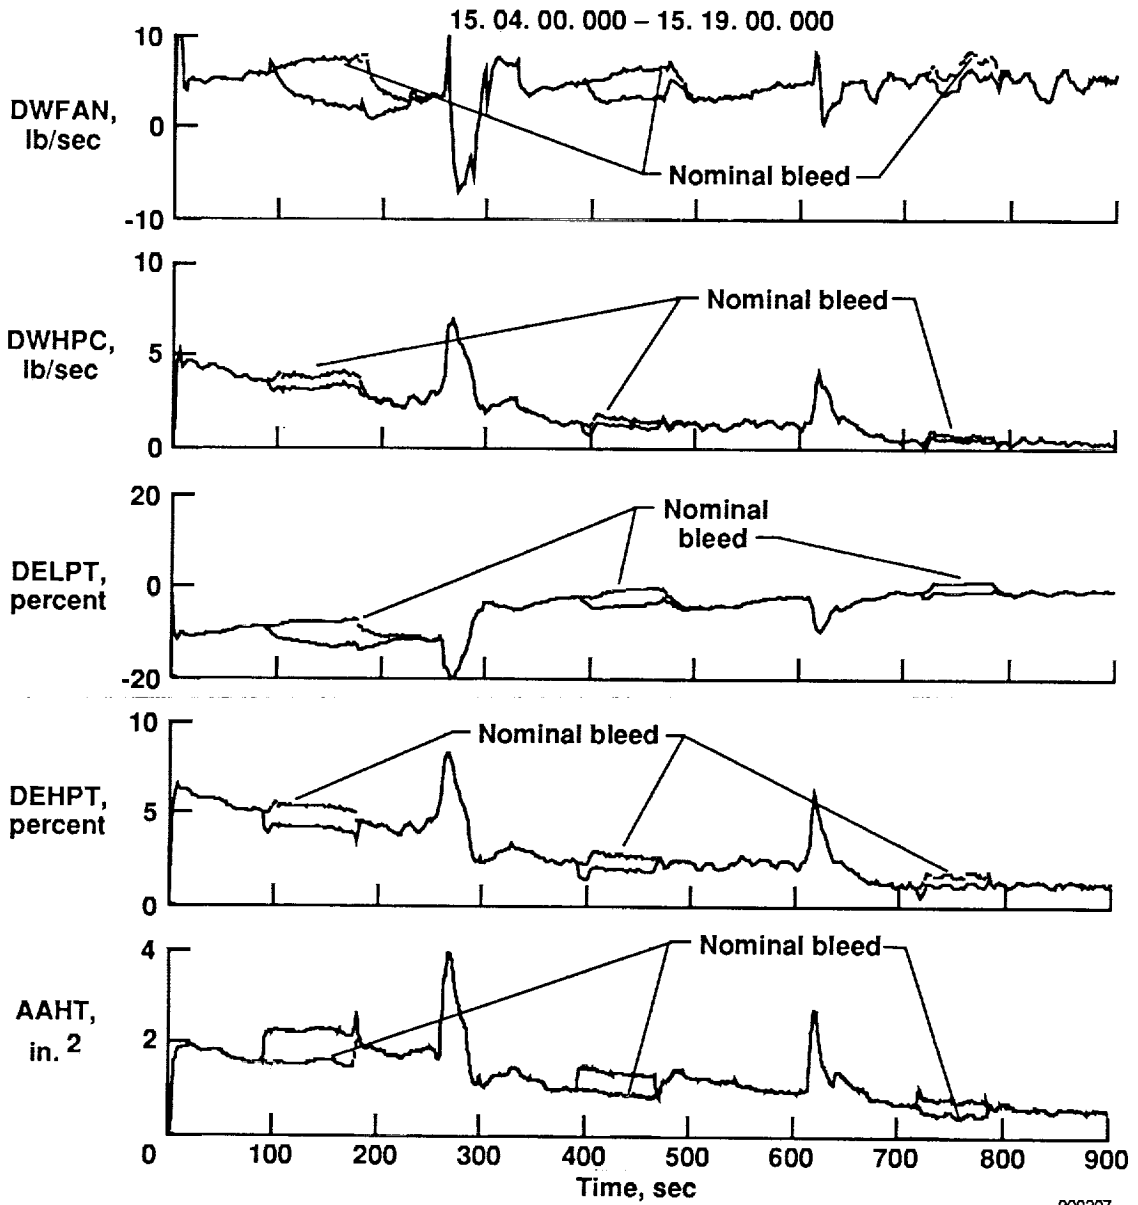 15. 04. 00. 000 – 15. 19. 00. 000
10
DWFAN,
lb/sec
0
-10
Nominal bleed
10
DWHPC,
lb/sec
5
0
Nominal bleed
20
DELPT,
percent
0
-20
Nominal
bleed
10
DEHPT,
percent
5
0
Nominal bleed
4
AAHT,
in. 2
2
Nominal bleed
0 100 200 300 400 500 600 700 800 900
Time, sec